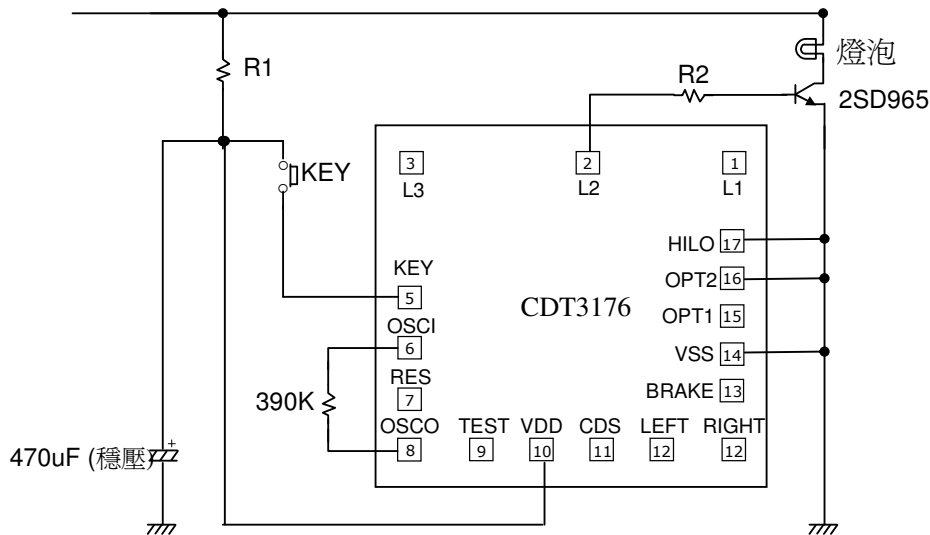 R1
燈泡
R2
2SD965
3
L3
2
L2
1
L1
KEY
HILO 17
KEY
5
OPT2 16
CDT3176
OPT1 15
OSCI
6
VSS 14
RES
7
390K
BRAKE 13
OSCO
8
TEST
9
VDD
10
CDS
11
LEFT
12
RIGHT
12
470uF (穩壓)
+